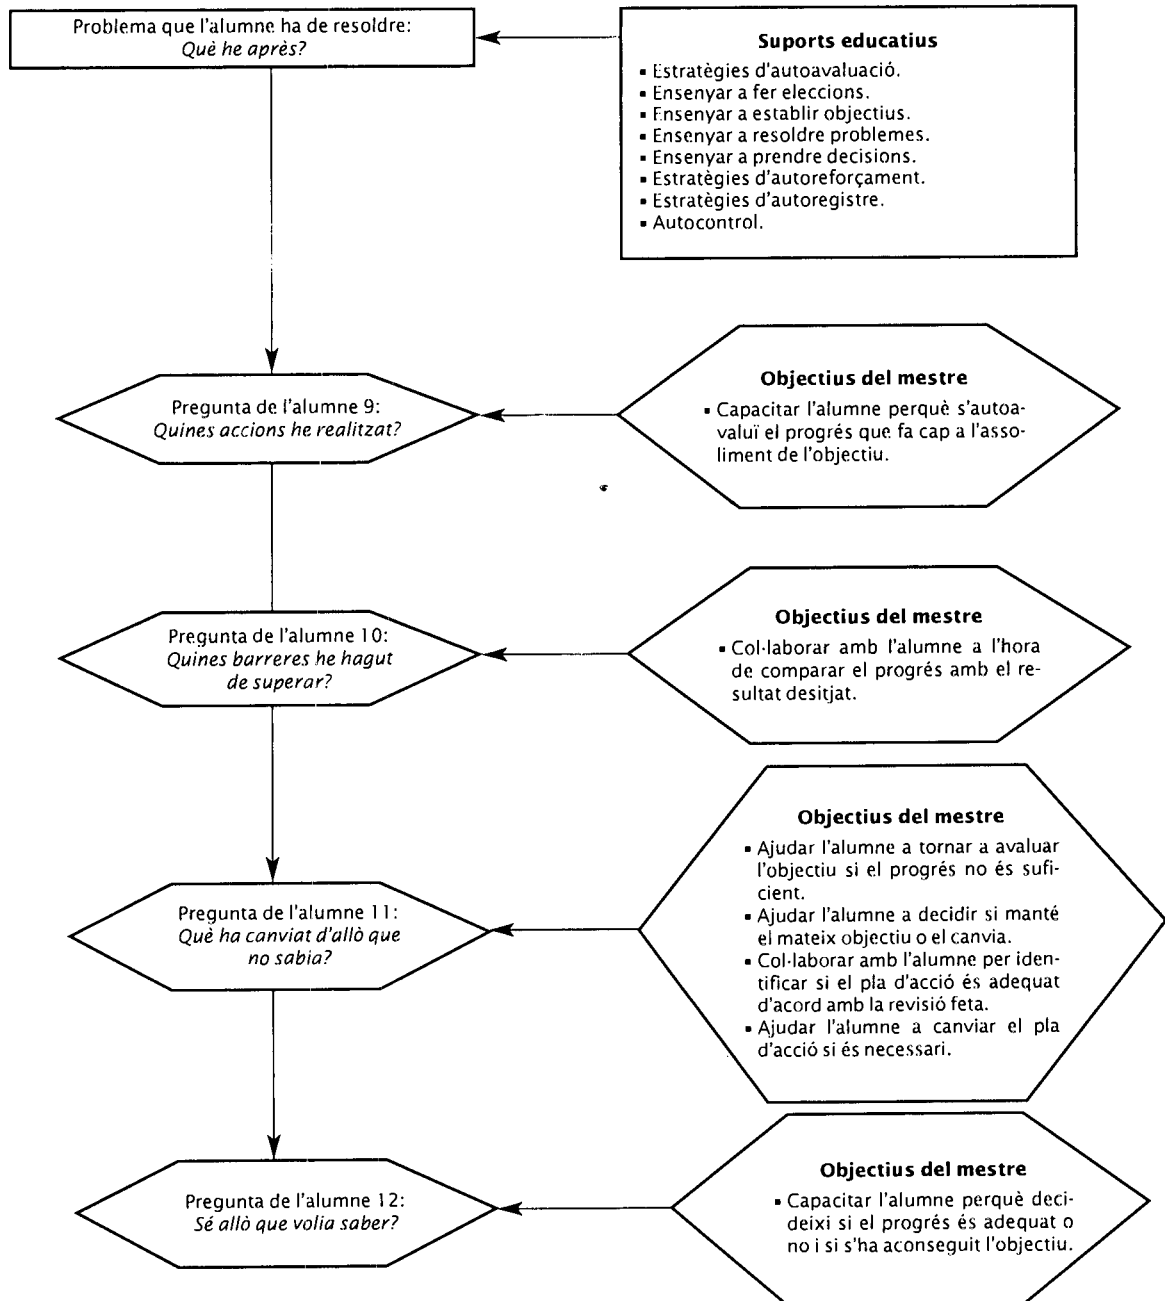 Problema que l'alumne ha de resoldre:
Què he après?
Suports educatius
▪ Estratègies d'autoavaluació.
▪ Ensenyar a fer eleccions.
▪ Ensenyar a establir objectius.
▪ Ensenyar a resoldre problemes.
▪ Ensenyar a prendre decisions.
▪ Estratègies d'autoreforçament.
▪ Estratègies d'autoregistre.
▪ Autocontrol.
Pregunta de l'alumne 9:
Quines accions he realitzat?
Objectius del mestre
▪ Capacitar l'alumne perquè s'autoa-
valuï el progrés que fa cap a l'asso-
liment de l'objectiu.
Pregunta de l'alumne 10:
Quines barreres he hagut
de superar?
Objectius del mestre
▪ Col·laborar amb l'alumne a l'hora
de comparar el progrés amb el re-
sultat desitjat.
Pregunta de l'alumne 11:
Què ha canviat d'allò que
no sabia?
Objectius del mestre
▪ Ajudar l'alumne a tornar a avaluar
l'objectiu si el progrés no és sufi-
cient.
▪ Ajudar l'alumne a decidir si manté
el mateix objectiu o el canvia.
▪ Col·laborar amb l'alumne per iden-
tificar si el pla d'acció és adequat
d'acord amb la revisió feta.
▪ Ajudar l'alumne a canviar el pla
d'acció si és necessari.
Pregunta de l'alumne 12:
Sé allò que volia saber?
Objectius del mestre
▪ Capacitar l'alumne perquè deci-
deixi si el progrés és adequat o
no i si s'ha aconseguit l'objectiu.